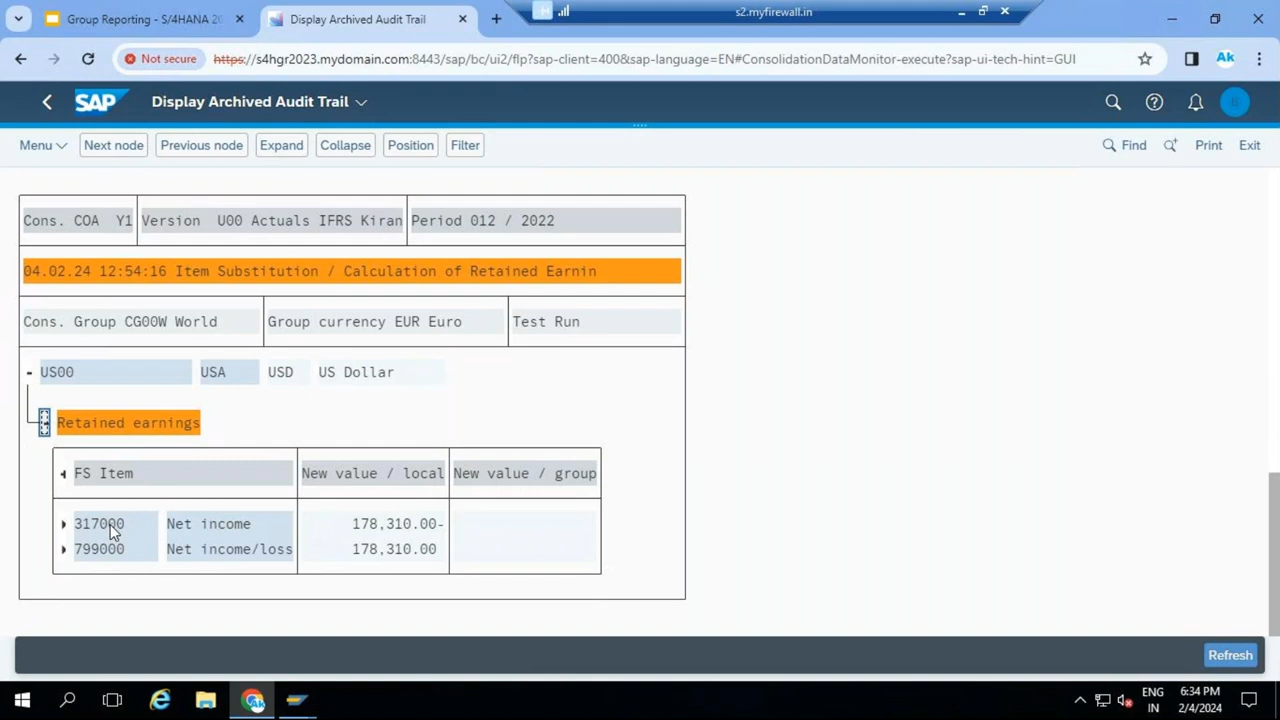 Group Reporting - S/4HANA 20
Display Archived Audit Trail
s2.myfirewall.in
Not secure
https://s4hgr2023.mydomain.com:8443/sap/bc/ui2/flp?sap-client=400&sap-language=EN#ConsolidationDataMonitor-execute?sap-ui-tech-hint=GUI
Ak
SAP Display Archived Audit Trail
Menu Next node Previous node Expand Collapse Position Filter Find Print Exit
Cons. COA Y1 Version U00 Actuals IFRS Kiran Period 012 / 2022
04.02.24 12:54:16 Item Substitution / Calculation of Retained Earnin
Cons. Group CG00W World Group currency EUR Euro Test Run
- US00 USA USD US Dollar
Retained earnings
FS Item New value / local New value / group
317000 Net income 178,310.00-
799000 Net income/loss 178,310.00
Refresh
Ak
ENG
IN
6:34 PM
2/4/2024